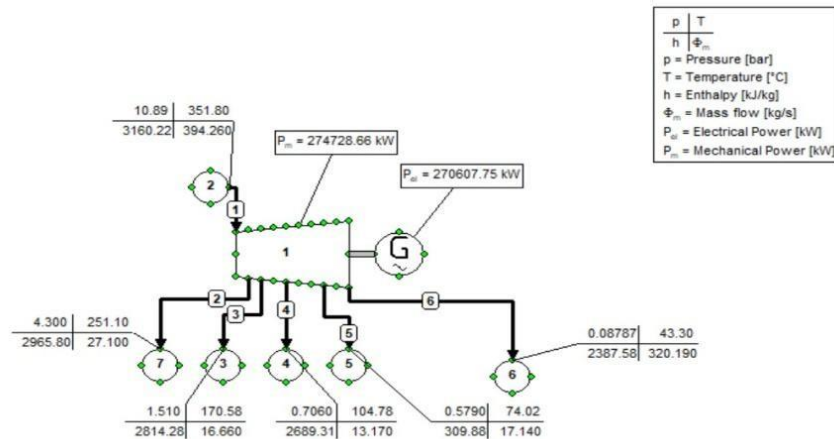 p T
h Φm
p = Pressure [bar]
T = Temperature [°C]
h = Enthalpy [kJ/kg]
Φm = Mass flow [kg/s]
Pel = Electrical Power [kW]
Pm = Mechanical Power [kW]
10.89 351.80
3160.22 394.260
Pm = 274728.66 kW
Pel = 270607.75 kW
2
1
1
G
~
2
3
4
5
6
4.300 251.10
2965.80 27.100
0.08787 43.30
2387.58 320.190
7
3
4
5
6
1.510 170.58
2814.28 16.660
0.7060 104.78
2689.31 13.170
0.5790 74.02
309.88 17.140